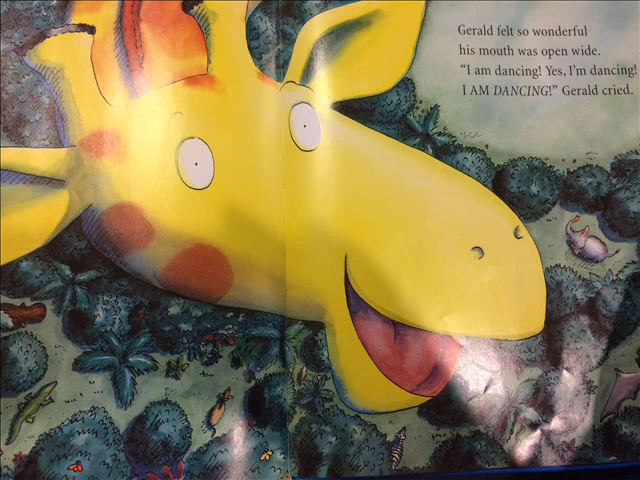 Gerald felt so wonderful
his mouth was open wide.
“I am dancing! Yes, I’m dancing!
I AM DANCING!” Gerald cried.